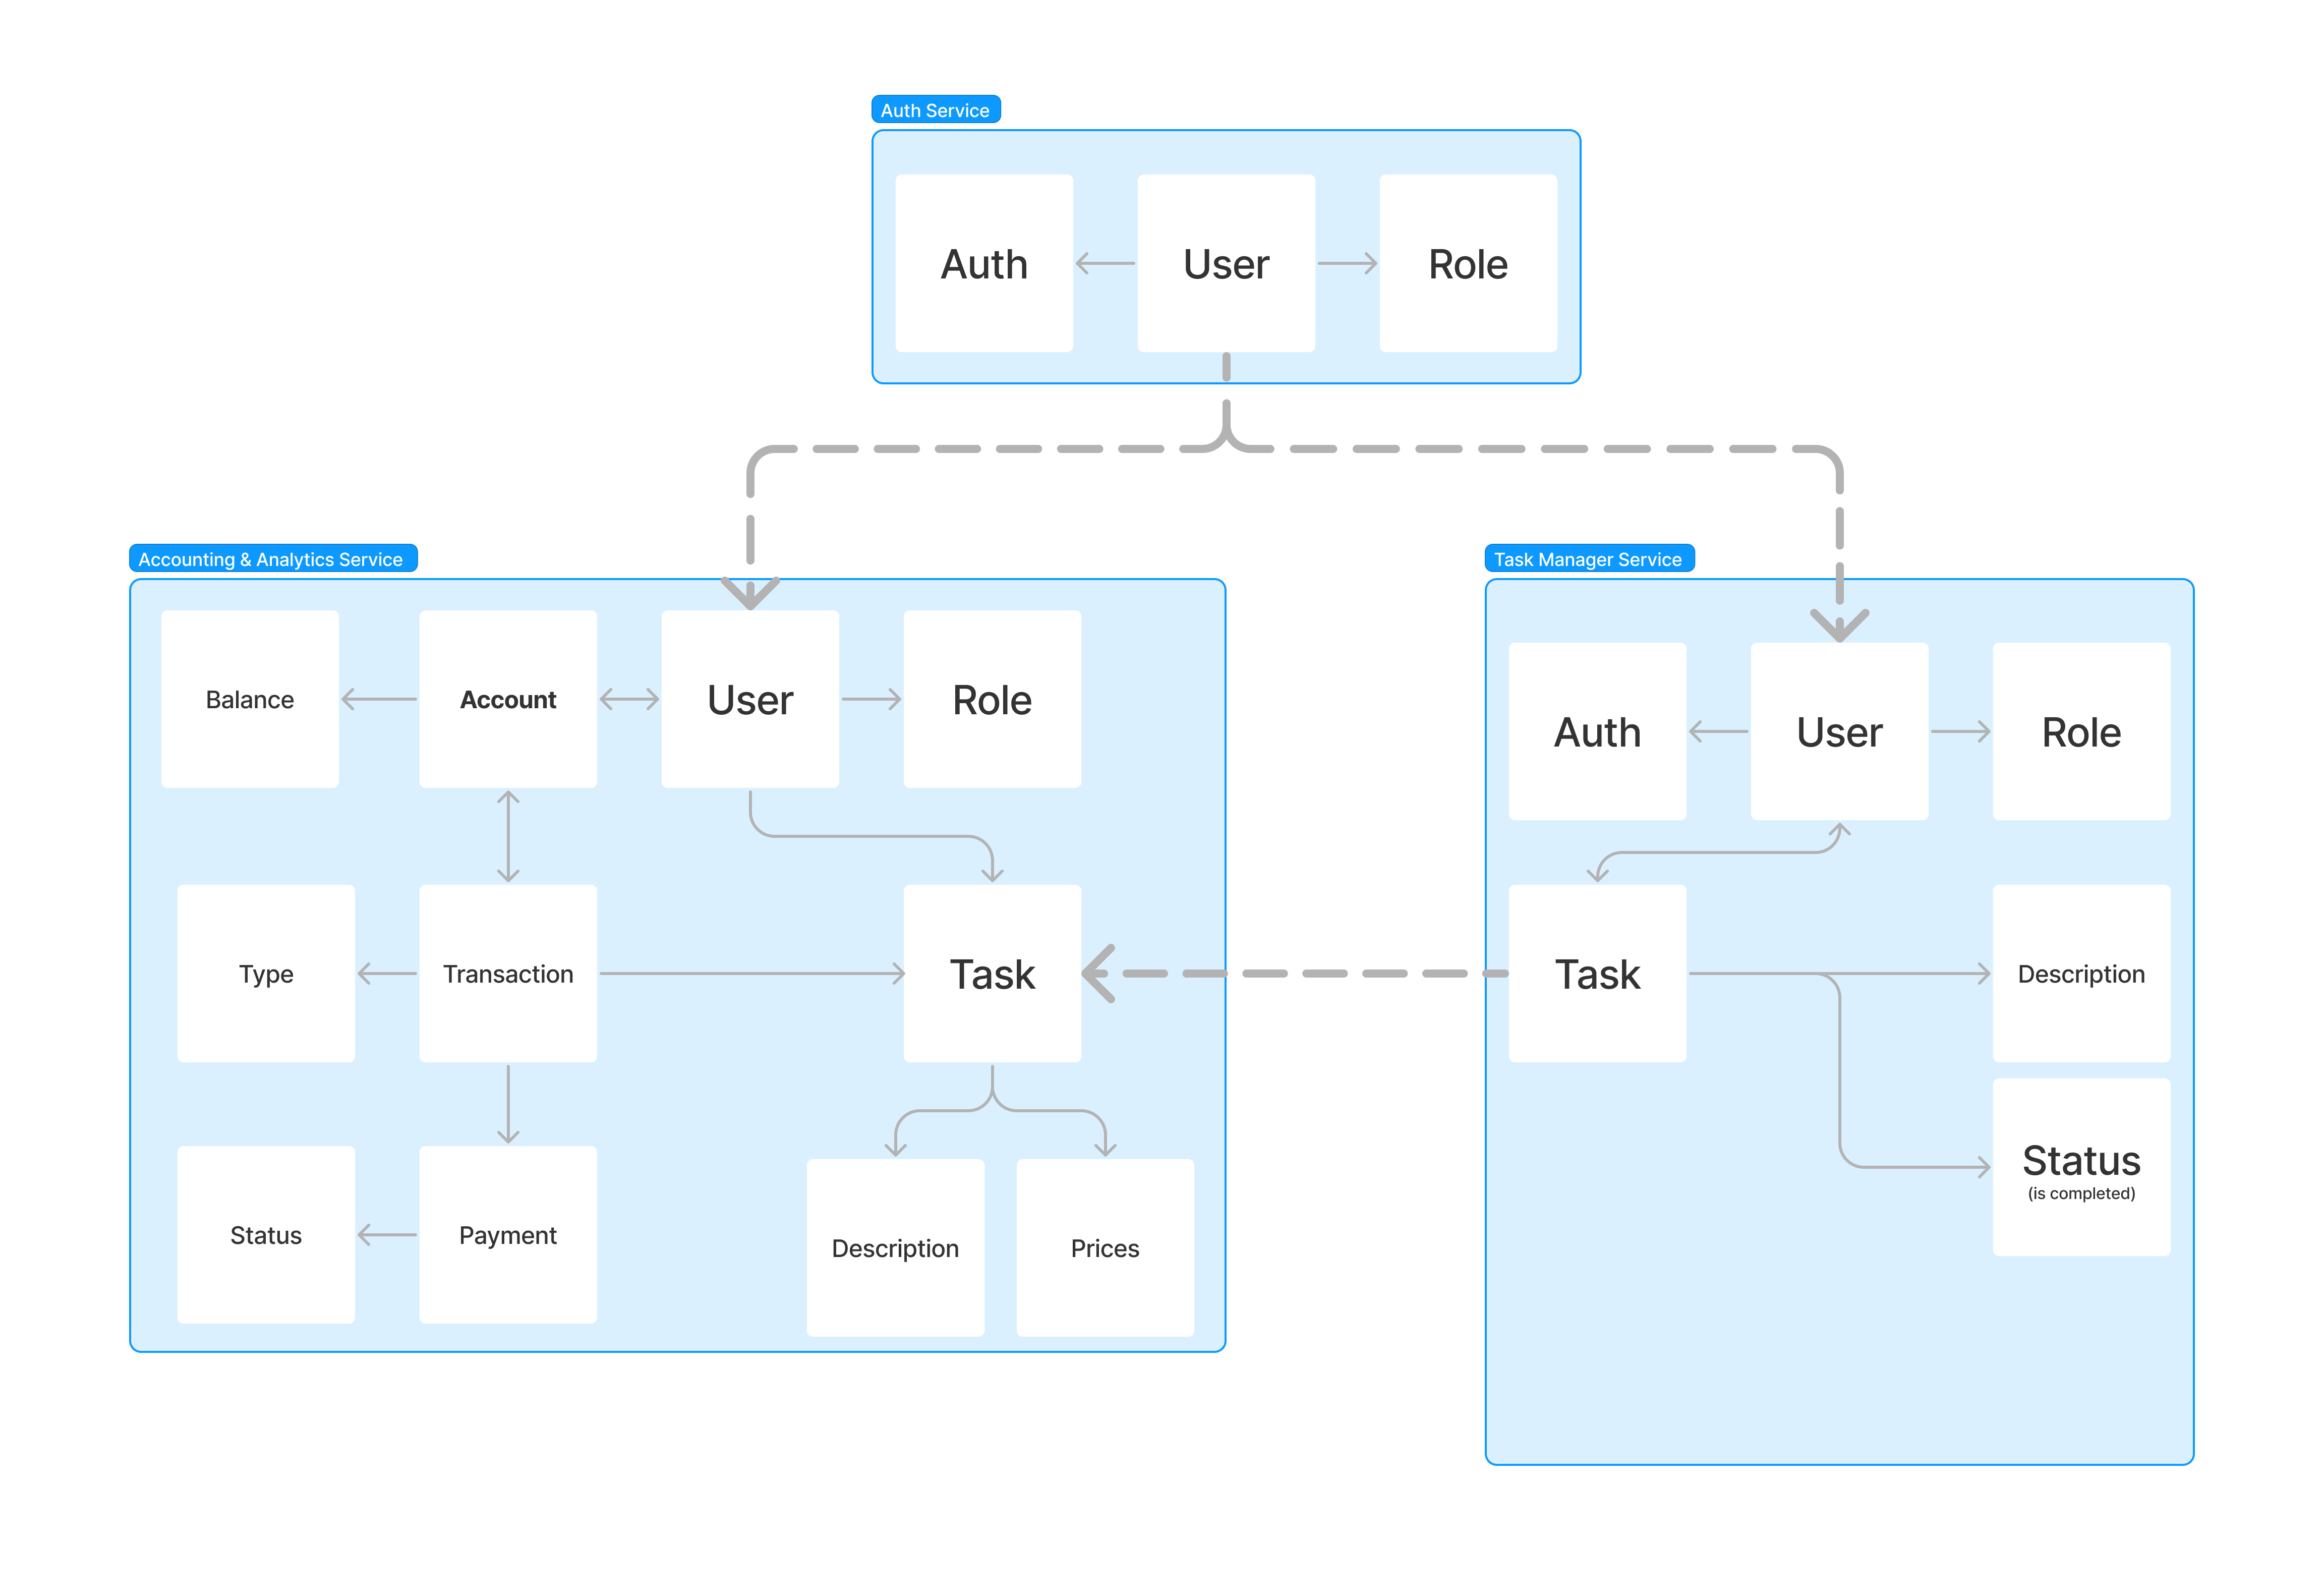 Auth Service
Auth
User
Role
Accounting & Analytics Service
Balance
Account
User
Role
Type
Transaction
Task
Status
Payment
Description
Prices
Task Manager Service
Auth
User
Role
Task
Description
Status
(is completed)